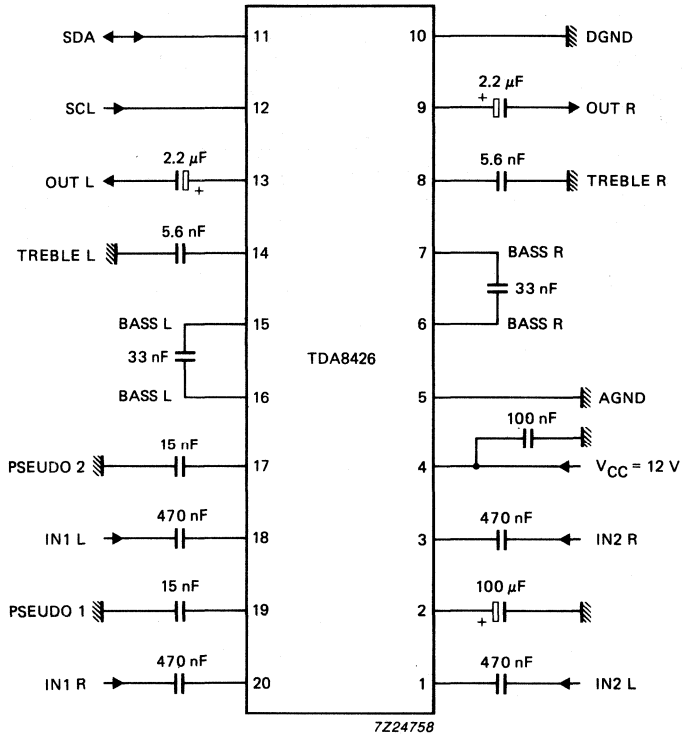 SDA 11 10 DGND
2.2 µF
+
SCL 12 9 OUT R
2.2 µF 5.6 nF
OUT L 13 8 TREBLE R
+
5.6 nF
TREBLE L 14 7 BASS R
33 nF
BASS L 15 6 BASS R
33 nF
TDA8426
BASS L 16 5 AGND
100 nF
15 nF
PSEUDO 2 17 4 VCC = 12 V
470 nF 470 nF
IN1 L 18 3 IN2 R
15 nF 100 µF
PSEUDO 1 19 2
+
470 nF 470 nF
IN1 R 20 1 IN2 L
7Z24758